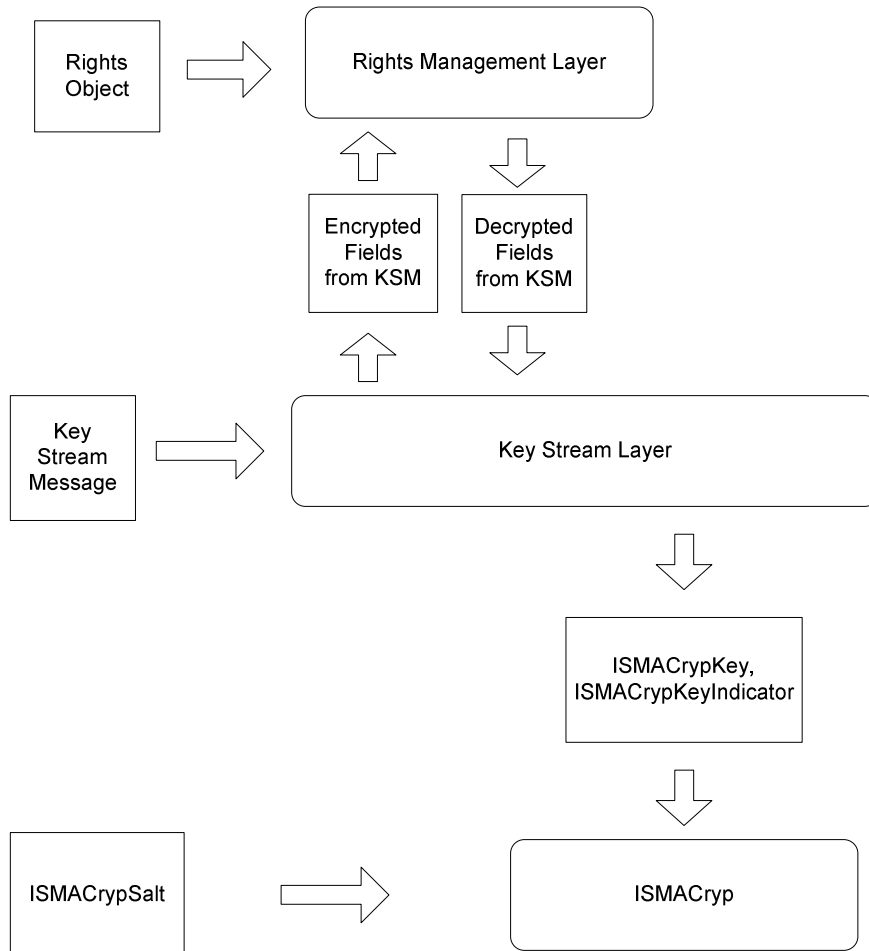 Rights
Object
Rights Management Layer
Encrypted
Fields
from KSM
Decrypted
Fields
from KSM
Key
Stream
Message
Key Stream Layer
ISMACrypKey,
ISMACrypKeyIndicator
ISMACrypSalt
ISMACryp